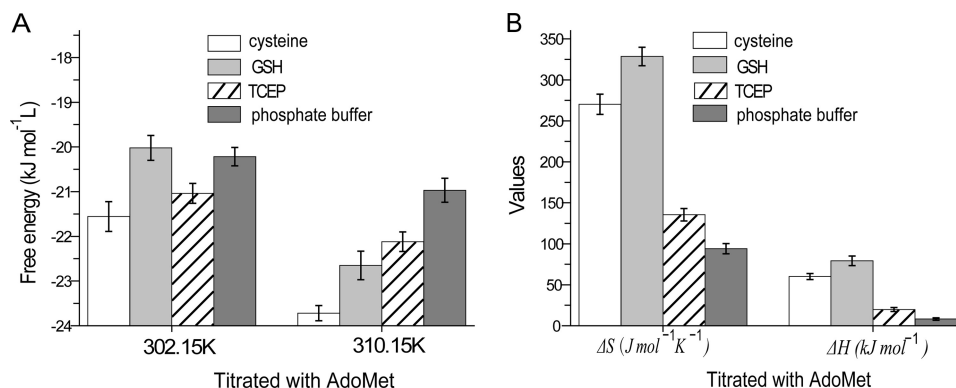 A
-18
-19
-20
-21
-22
-23
-24
Free energy (kJ mol⁻¹L)
cysteine
GSH
TCEP
phosphate buffer
302.15K
310.15K
Titrated with AdoMet
B
350
300
250
200
150
100
50
0
Values
cysteine
GSH
TCEP
phosphate buffer
ΔS (J mol⁻¹K⁻¹)
ΔH (kJ mol⁻¹)
Titrated with AdoMet